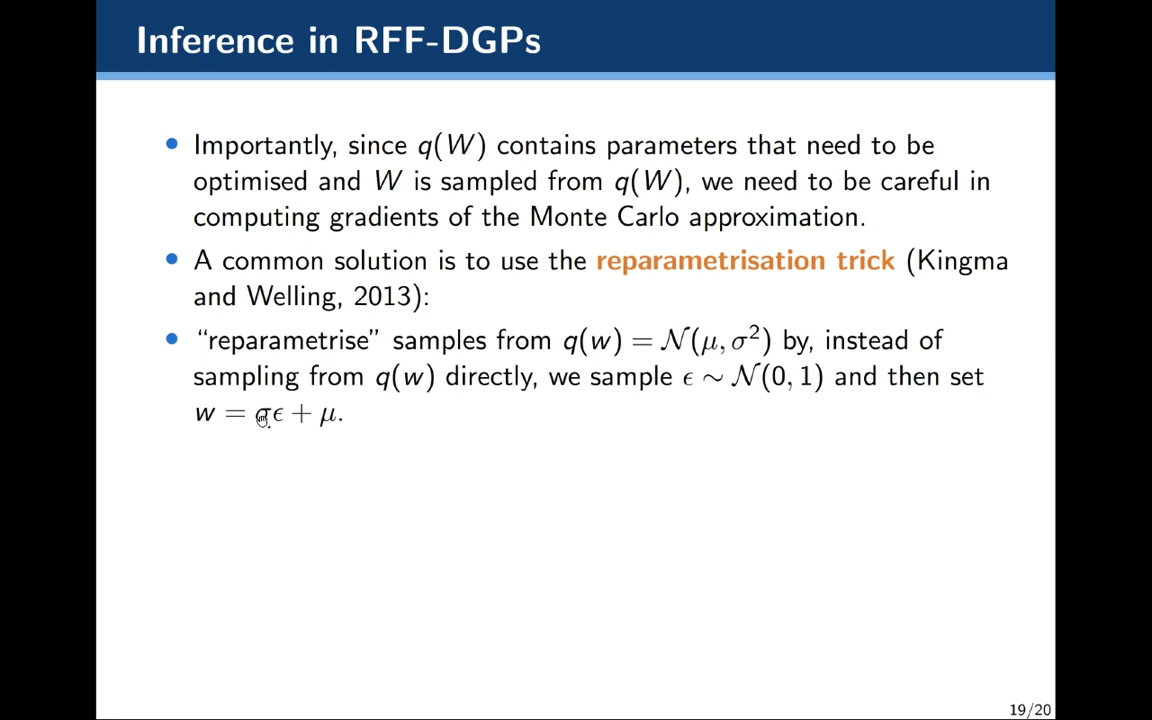 Inference in RFF-DGPs
• Importantly, since q(W) contains parameters that need to be
optimised and W is sampled from q(W), we need to be careful in
computing gradients of the Monte Carlo approximation.
• A common solution is to use the reparametrisation trick (Kingma
and Welling, 2013):
• “reparametrise” samples from q(w) = 𝒩(μ, σ²) by, instead of
sampling from q(w) directly, we sample ϵ ∼ 𝒩(0, 1) and then set
w = σϵ + μ.
19/20